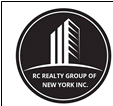 RC REALTY GROUP OF
NEW YORK INC.